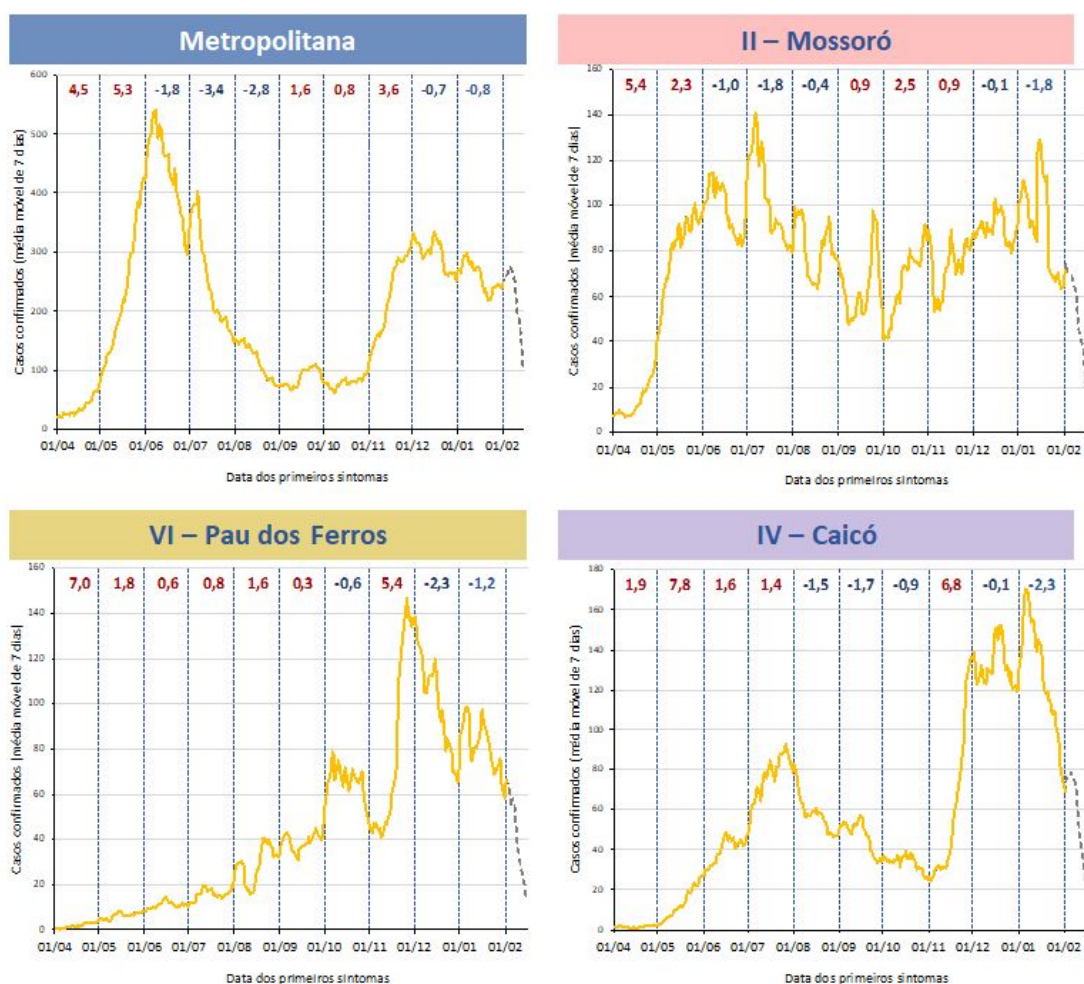 Metropolitana
Casos confirmados (média móvel de 7 dias)
600
500
400
300
200
100
0
4,5 5,3 -1,8 -3,4 -2,8 1,6 0,8 3,6 -0,7 -0,8
01/04 01/05 01/06 01/07 01/08 01/09 01/10 01/11 01/12 01/01 01/02
Data dos primeiros sintomas
II – Mossoró
Casos confirmados |média móvel de 7 dias|
160
140
120
100
80
60
40
20
0
5,4 2,3 -1,0 -1,8 -0,4 0,9 2,5 0,9 -0,1 -1,8
01/04 01/05 01/06 01/07 01/08 01/09 01/10 01/11 01/12 01/01 01/02
Data dos primeiros sintomas
VI – Pau dos Ferros
Casos confirmados |média móvel de 7 dias|
160
140
120
100
80
60
40
20
0
7,0 1,8 0,6 0,8 1,6 0,3 -0,6 5,4 -2,3 -1,2
01/04 01/05 01/06 01/07 01/08 01/09 01/10 01/11 01/12 01/01 01/02
Data dos primeiros sintomas
IV – Caicó
Casos confirmados (média móvel de 7 dias)
180
160
140
120
100
80
60
40
20
0
1,9 7,8 1,6 1,4 -1,5 -1,7 -0,9 6,8 -0,1 -2,3
01/04 01/05 01/06 01/07 01/08 01/09 01/10 01/11 01/12 01/01 01/02
Data dos primeiros sintomas